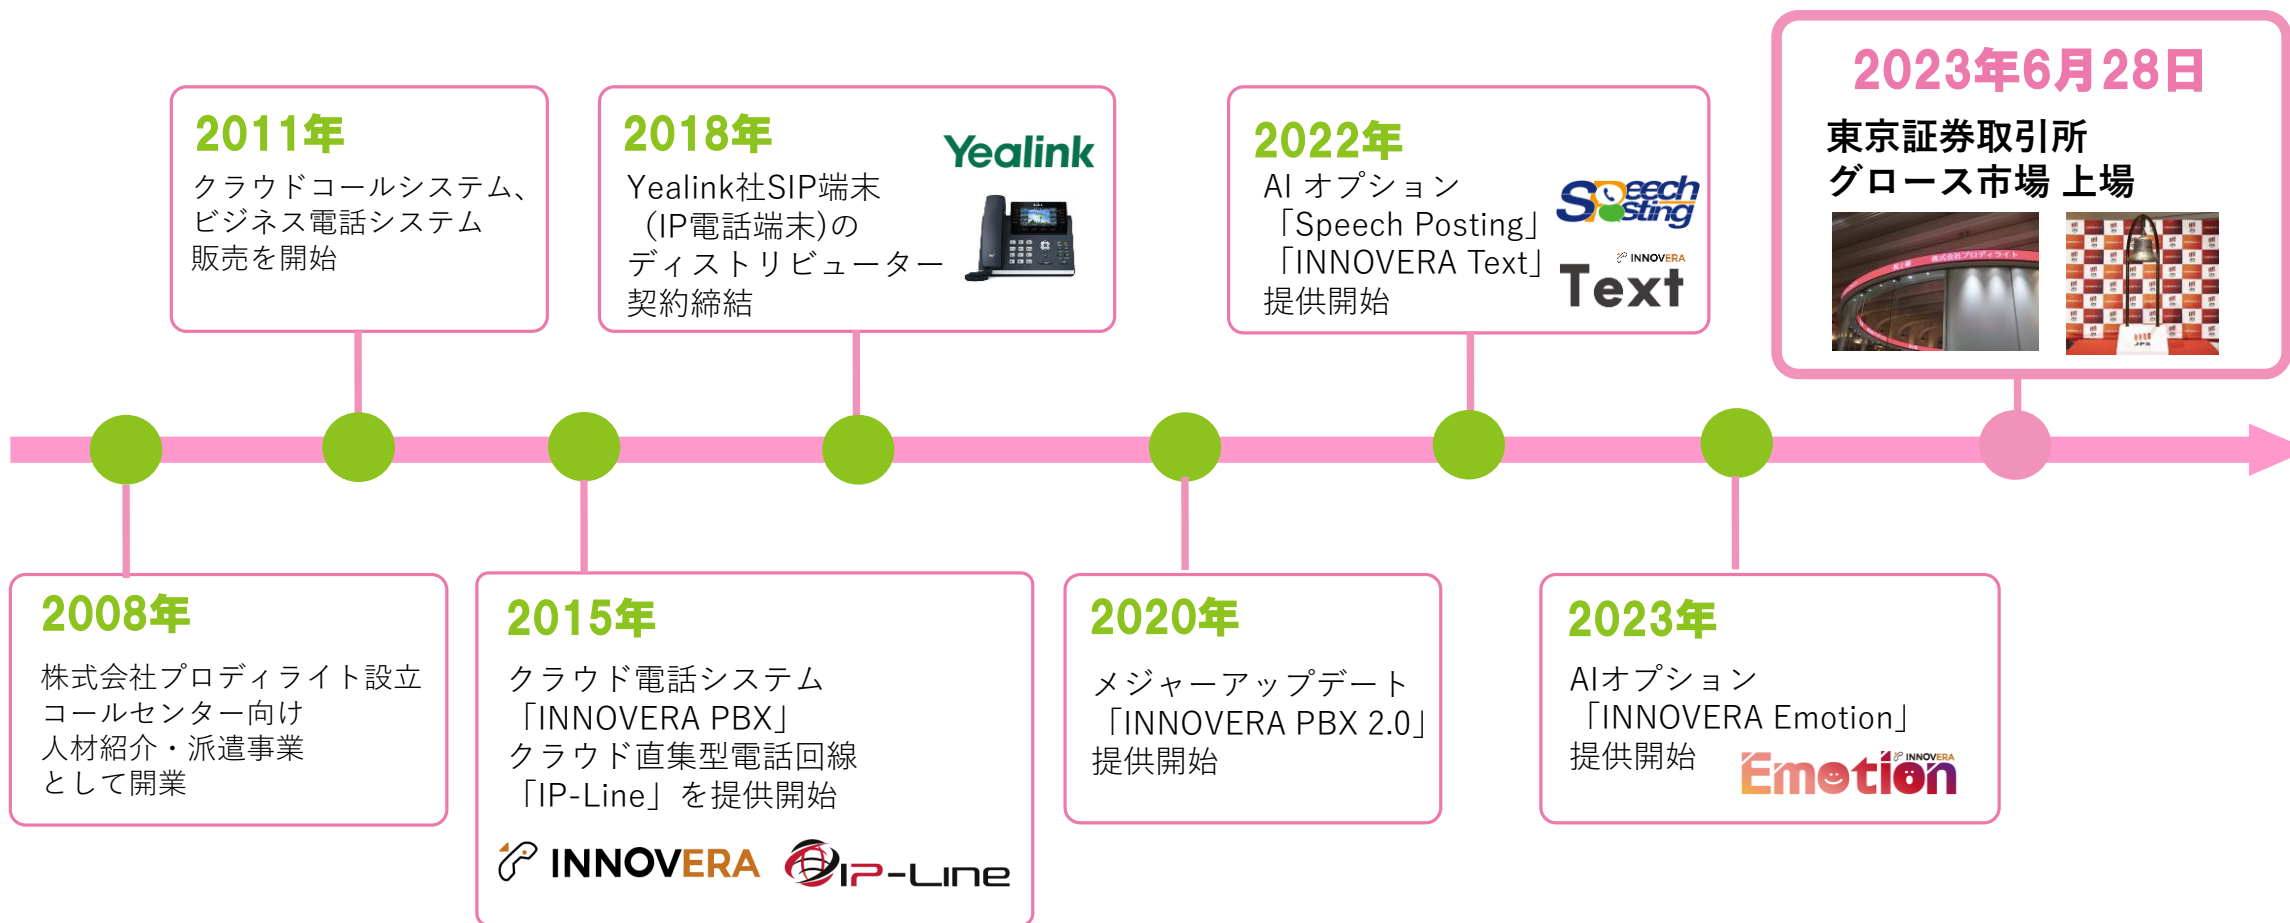 2011年
クラウドコールシステム、
ビジネス電話システム
販売を開始
2018年
Yealink
Yealink社SIP端末
（IP電話端末)の
ディストリビューター
契約締結
2022年
AI オプション
「Speech Posting」
「INNOVERA Text」
提供開始
Speech
Posting
INNOVERA
Text
2023年6月28日
東京証券取引所
グロース市場 上場
株式会社プロディライト
JPX
2008年
株式会社プロディライト設立
コールセンター向け
人材紹介・派遣事業
として開業
2015年
クラウド電話システム
「INNOVERA PBX」
クラウド直集型電話回線
「IP-Line」を提供開始
INNOVERA
IP-Line
2020年
メジャーアップデート
「INNOVERA PBX 2.0」
提供開始
2023年
AIオプション
「INNOVERA Emotion」
提供開始
INNOVERA
Emotion